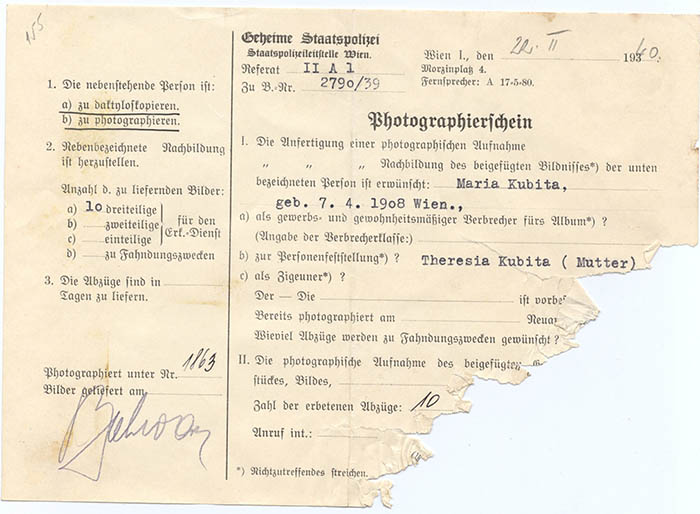 155
Geheime Staatspolizei
Staatspolizeileitstelle Wien.
Referat II A 1
Zu B.-Nr. 2790/39
Wien I., den 22. II 1940.
Morzinplatz 4.
Fernsprecher: A 17-5-80.
1. Die nebenstehende Person ist:
a) zu daktyloskopieren.
b) zu photographieren.
2. Nebenbezeichnete Nachbildung
ist herzustellen.
Anzahl d. zu liefernden Bilder:
a) 10 dreiteilige
b) zweiteilige
c) einteilige
für den
Erk.-Dienst
d) zu Fahndungszwecken
3. Die Abzüge sind in
Tagen zu liefern.
Photographiert unter Nr. 1863
Bilder geliefert am
Photographierschein
I. Die Anfertigung einer photographischen Aufnahme
„ „ „ Nachbildung des beigefügten Bildnisses*) der unten
bezeichneten Person ist erwünscht: Maria Kubita,
geb. 7. 4. 1908 Wien.,
a) als gewerbs- und gewohnheitsmäßiger Verbrecher fürs Album*) ?
(Angabe der Verbrecherklasse:)
b) zur Personenfeststellung*) ? Theresia Kubita ( Mutter)
c) als Zigeuner*) ?
Der — Die ist vorbe
Bereits photographiert am Neuau
Wieviel Abzüge werden zu Fahndungszwecken gewünscht ?
II. Die photographische Aufnahme des beigefügten
stückes, Bildes,
Zahl der erbetenen Abzüge: 10
Anruf int.:
*) Nichtzutreffendes streichen.